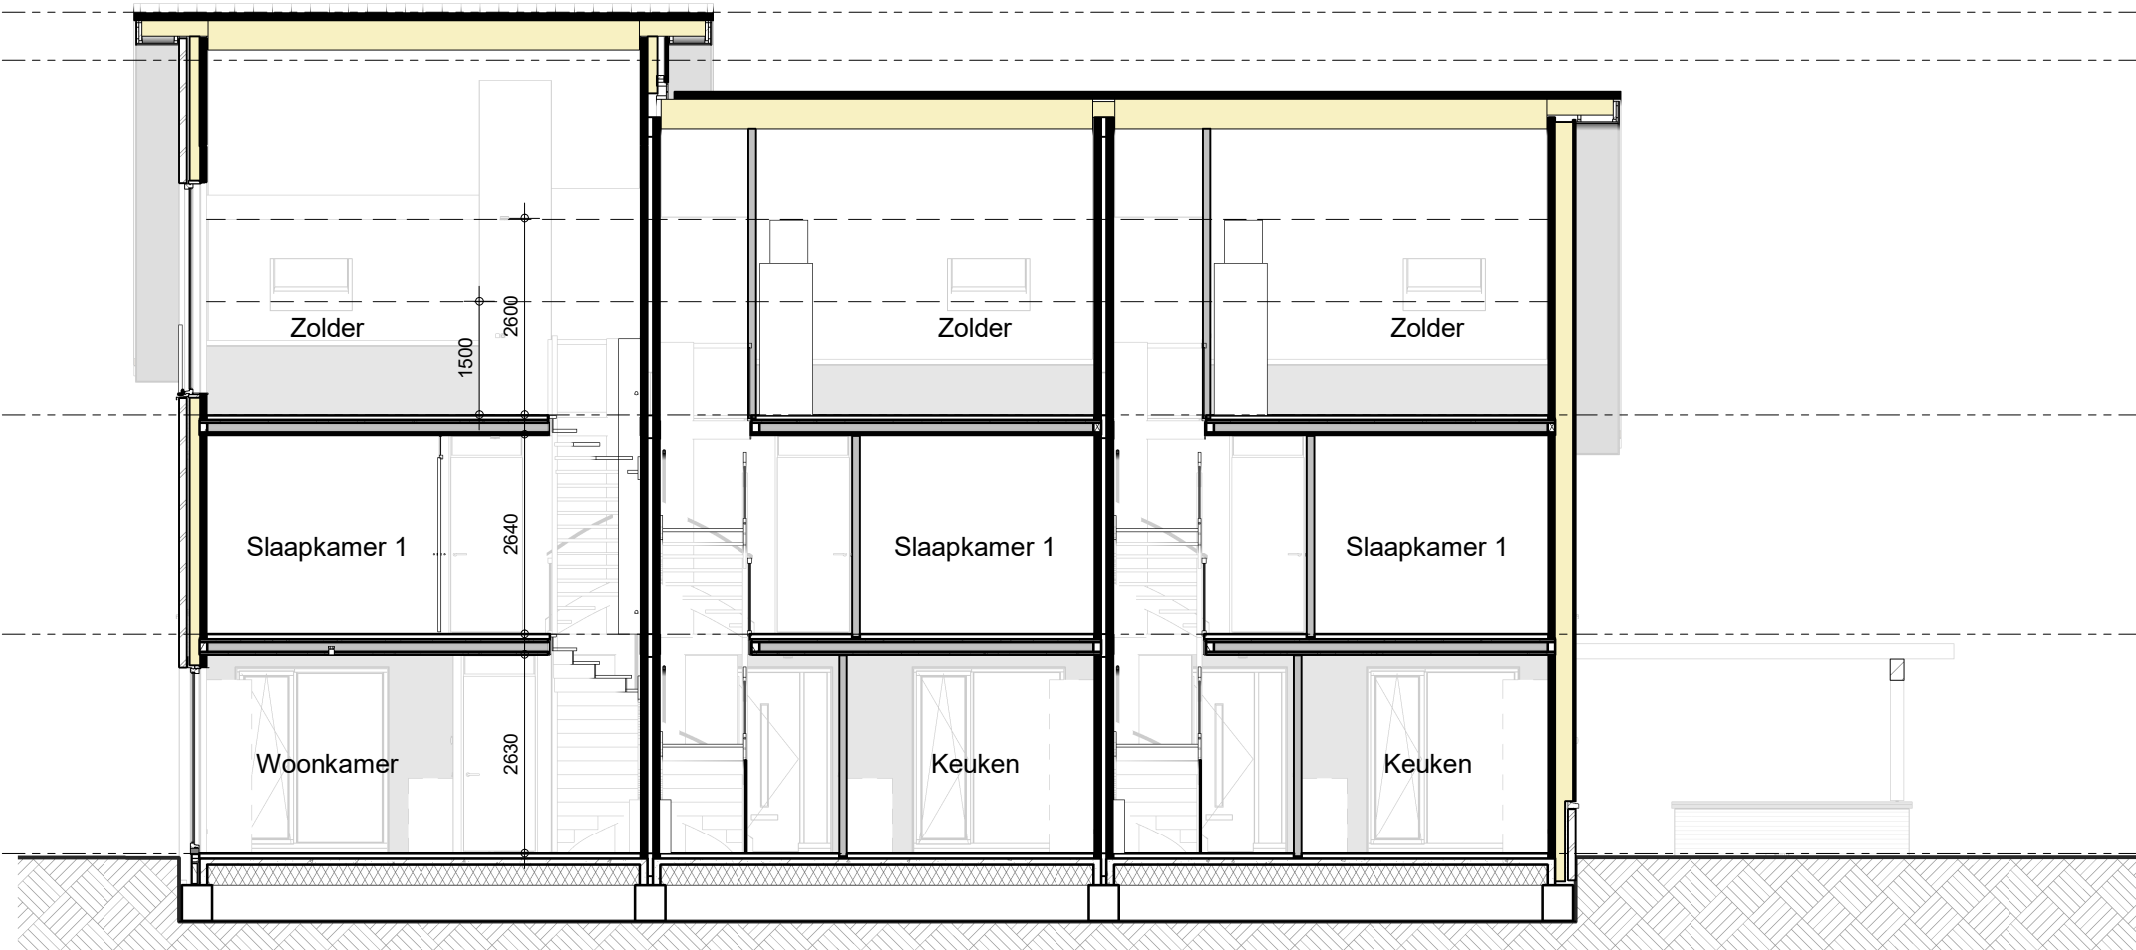 2600
Zolder
Zolder
Zolder
1500
Slaapkamer 1
2640
Slaapkamer 1
Slaapkamer 1
Woonkamer
2630
Keuken
Keuken